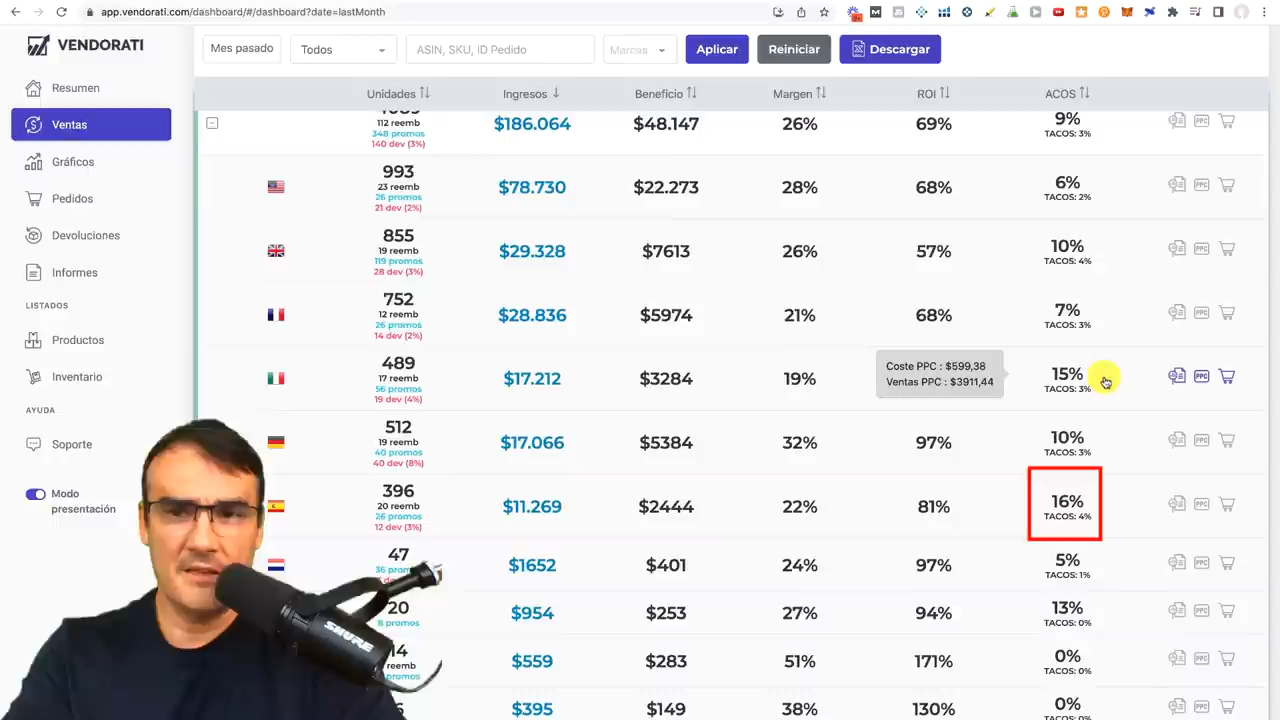 app.vendorati.com/dashboard/#/dashboard?date=lastMonth
VENDORATI
Mes pasado
Todos
ASIN, SKU, ID Pedido
Marcas
Aplicar
Reiniciar
Descargar
Resumen
Ventas
Gráficos
Pedidos
Devoluciones
Informes
LISTADOS
Productos
Inventario
AYUDA
Soporte
Modo
presentación
Unidades Ingresos Beneficio Margen ROI ACOS
112 reemb
348 promos
140 dev (3%)
$186.064 $48.147 26% 69% 9%
TACOS: 3%
993
23 reemb
26 promos
21 dev (2%)
$78.730 $22.273 28% 68% 6%
TACOS: 2%
PPC
855
19 reemb
119 promos
28 dev (3%)
$29.328 $7613 26% 57% 10%
TACOS: 4%
PPC
752
12 reemb
26 promos
14 dev (2%)
$28.836 $5974 21% 68% 7%
TACOS: 3%
PPC
489
17 reemb
56 promos
19 dev (4%)
$17.212 $3284 19%
Coste PPC : $599,38
Ventas PPC : $3911,44
15%
TACOS: 3%
PPC
512
19 reemb
40 promos
40 dev (8%)
$17.066 $5384 32% 97% 10%
TACOS: 3%
PPC
396
20 reemb
26 promos
12 dev (3%)
$11.269 $2444 22% 81% 16%
TACOS: 4%
PPC
47
36
$1652 $401 24% 97% 5%
TACOS: 1%
PPC
20
8 promos
$954 $253 27% 94% 13%
TACOS: 0%
PPC
reemb
$559 $283 51% 171% 0%
TACOS: 0%
PPC
$395 $149 38% 130% 0%
PPC
SHURE